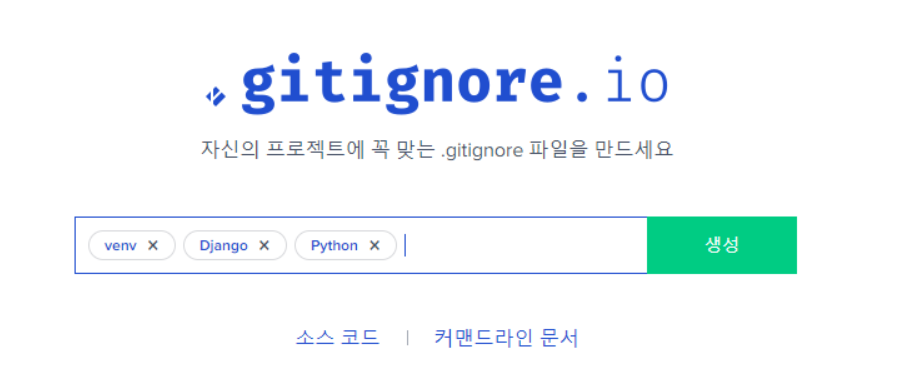 gitignore.io
자신의 프로젝트에 꼭 맞는 .gitignore 파일을 만드세요
venv × Django × Python × 생성
소스 코드 | 커맨드라인 문서